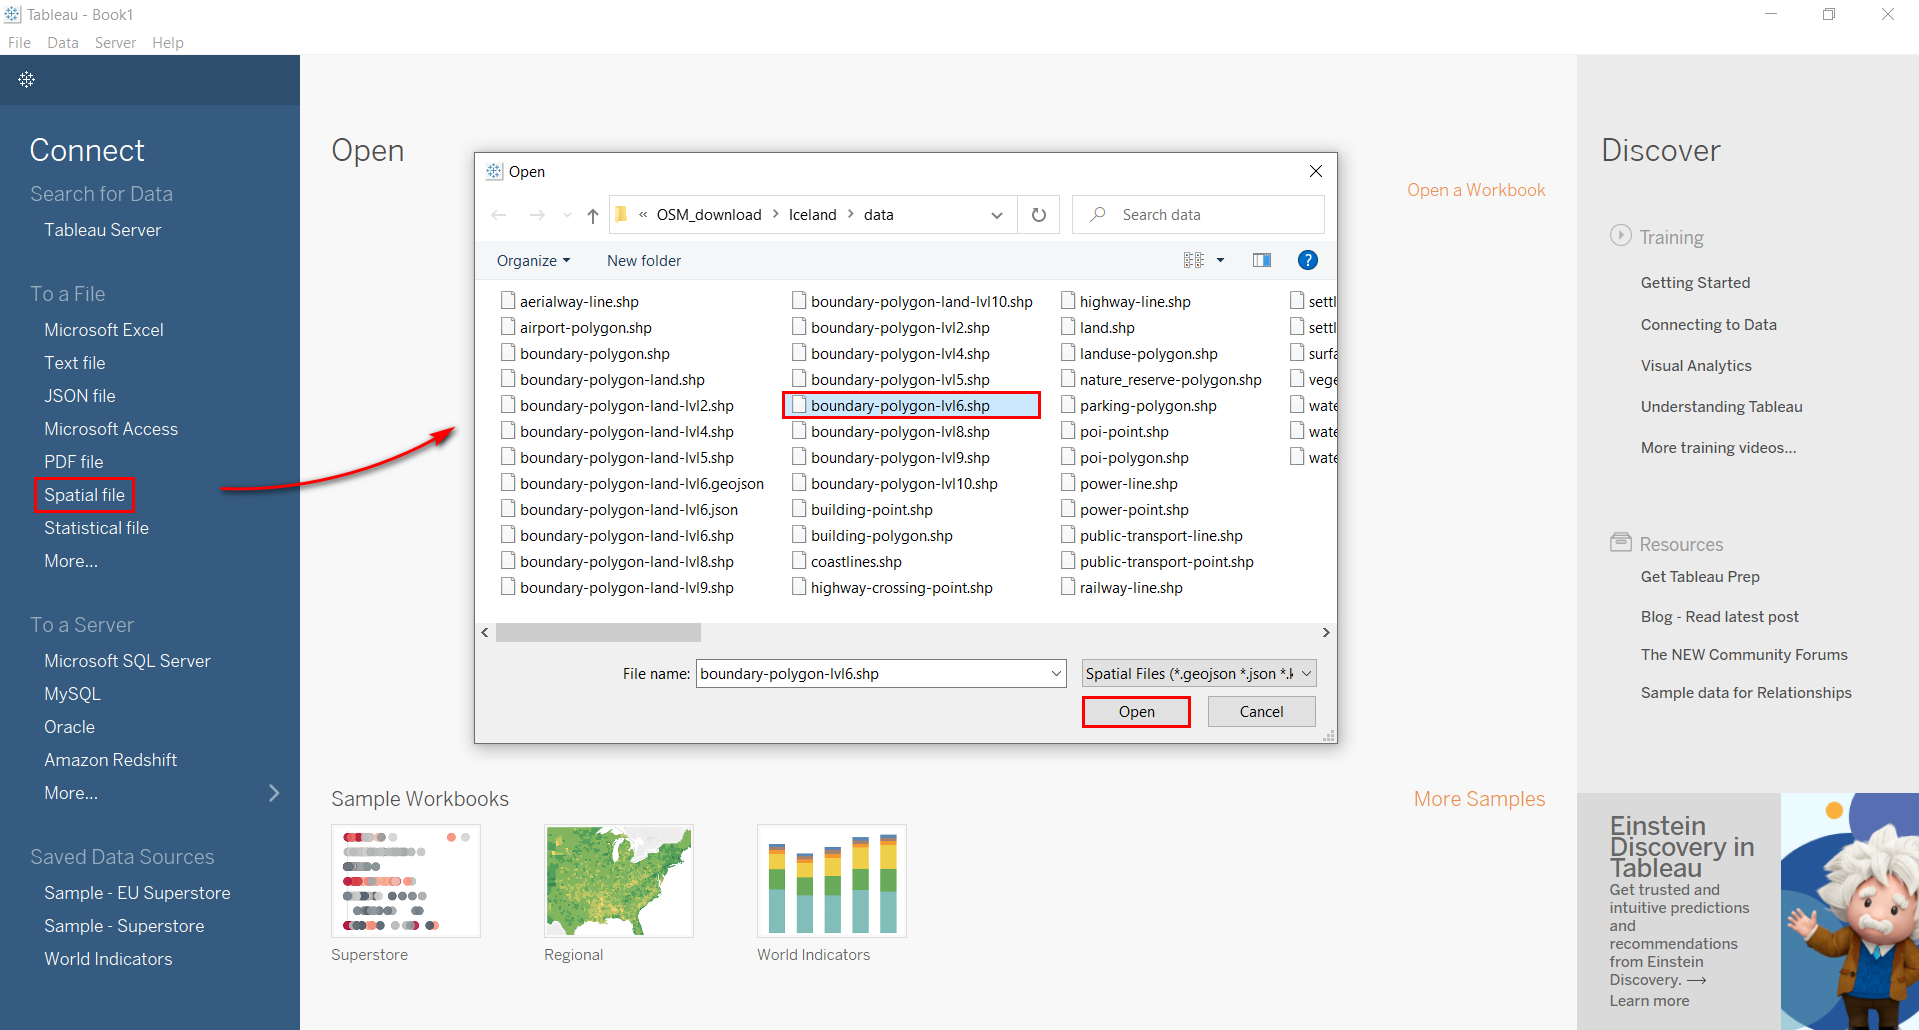 Tableau - Book1
File Data Server Help
Connect
Search for Data
Tableau Server
To a File
Microsoft Excel
Text file
JSON file
Microsoft Access
PDF file
Spatial file
Statistical file
More...
To a Server
Microsoft SQL Server
MySQL
Oracle
Amazon Redshift
More...
Saved Data Sources
Sample - EU Superstore
Sample - Superstore
World Indicators
Open
Open a Workbook
Open
« OSM_download > Iceland > data
Search data
Organize
New folder
?
aerialway-line.shp
airport-polygon.shp
boundary-polygon.shp
boundary-polygon-land.shp
boundary-polygon-land-lvl2.shp
boundary-polygon-land-lvl4.shp
boundary-polygon-land-lvl5.shp
boundary-polygon-land-lvl6.geojson
boundary-polygon-land-lvl6.json
boundary-polygon-land-lvl6.shp
boundary-polygon-land-lvl8.shp
boundary-polygon-land-lvl9.shp
boundary-polygon-land-lvl10.shp
boundary-polygon-lvl2.shp
boundary-polygon-lvl4.shp
boundary-polygon-lvl5.shp
boundary-polygon-lvl6.shp
boundary-polygon-lvl8.shp
boundary-polygon-lvl9.shp
boundary-polygon-lvl10.shp
building-point.shp
building-polygon.shp
coastlines.shp
highway-crossing-point.shp
highway-line.shp
land.shp
landuse-polygon.shp
nature_reserve-polygon.shp
parking-polygon.shp
poi-point.shp
poi-polygon.shp
power-line.shp
power-point.shp
public-transport-line.shp
public-transport-point.shp
railway-line.shp
settl
settl
surfa
vege
wate
wate
wate
File name: boundary-polygon-lvl6.shp
Spatial Files (*.geojson *.json *.k
Open
Cancel
Sample Workbooks
More Samples
Superstore
Regional
World Indicators
Discover
Training
Getting Started
Connecting to Data
Visual Analytics
Understanding Tableau
More training videos...
Resources
Get Tableau Prep
Blog - Read latest post
The NEW Community Forums
Sample data for Relationships
Einstein
Discovery in
Tableau
Get trusted and
intuitive predictions
and
recommendations
from Einstein
Discovery. →
Learn more